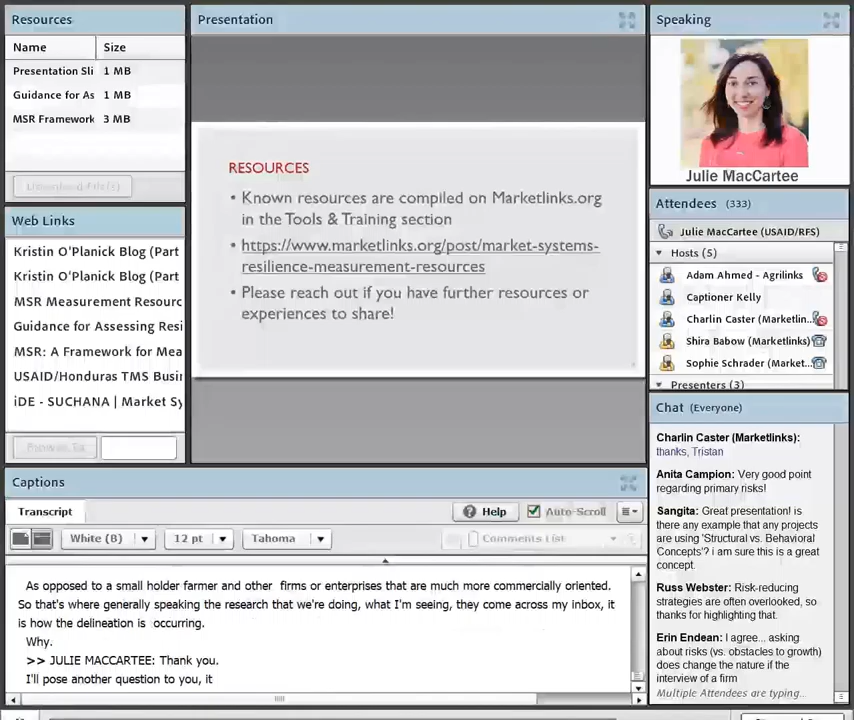 Resources
Name Size
Presentation Sli 1 MB
Guidance for As 1 MB
MSR Framework 3 MB
Download File(s)
Web Links
Kristin O'Planick Blog (Part
Kristin O'Planick Blog (Part
MSR Measurement Resourc
Guidance for Assessing Resi
MSR: A Framework for Mea
USAID/Honduras TMS Busin
iDE - SUCHANA | Market Sy
Browse To
Presentation
RESOURCES
• Known resources are compiled on Marketlinks.org
in the Tools & Training section
• https://www.marketlinks.org/post/market-systems-
resilience-measurement-resources
• Please reach out if you have further resources or
experiences to share!
Captions
Transcript
Help Auto-Scroll
White (B) 12 pt Tahoma Comments List
As opposed to a small holder farmer and other firms or enterprises that are much more commercially oriented.
So that's where generally speaking the research that we're doing, what I'm seeing, they come across my inbox, it
is how the delineation is occurring.
Why.
>> JULIE MACCARTEE: Thank you.
I'll pose another question to you, it
Speaking
Julie MacCartee
Attendees (333)
Julie MacCartee (USAID/RFS)
Hosts (5)
Adam Ahmed - Agrilinks
Captioner Kelly
Charlin Caster (Marketlin...
Shira Babow (Marketlinks)
Sophie Schrader (Market...
Presenters (3)
Chat (Everyone)
Charlin Caster (Marketlinks):
thanks, Tristan
Anita Campion: Very good point
regarding primary risks!
Sangita: Great presentation! is
there any example that any projects
are using 'Structural vs. Behavioral
Concepts'? i am sure this is a great
concept.
Russ Webster: Risk-reducing
strategies are often overlooked, so
thanks for highlighting that.
Erin Endean: I agree... asking
about risks (vs. obstacles to growth)
does change the nature if the
interview of a firm
Multiple Attendees are typing...